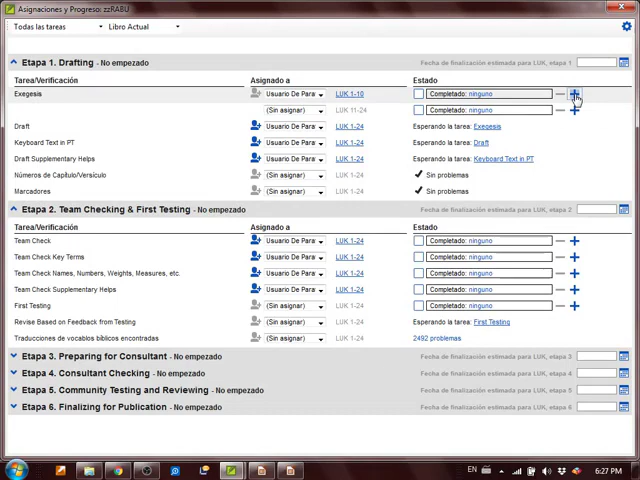 Asignaciones y Progreso: zzRABU
Todas las tareas Libro Actual
Etapa 1. Drafting - No empezado Fecha de finalización estimada para LUK, etapa 1
Tarea/Verificación Asignado a Estado
Exegesis Usuario De Para LUK 1-10 Completado: ninguno
(Sin asignar) LUK 11-24 Completado: ninguno
Draft Usuario De Para LUK 1-24 Esperando la tarea: Exegesis
Keyboard Text in PT Usuario De Para LUK 1-24 Esperando la tarea: Draft
Draft Supplementary Helps Usuario De Para LUK 1-24 Esperando la tarea: Keyboard Text in PT
Números de Capítulo/Versículo (Sin asignar) LUK 1-24 Sin problemas
Marcadores (Sin asignar) LUK 1-24 Sin problemas
Etapa 2. Team Checking & First Testing - No empezado Fecha de finalización estimada para LUK, etapa 2
Tarea/Verificación Asignado a Estado
Team Check Usuario De Para LUK 1-24 Completado: ninguno
Team Check Key Terms Usuario De Para LUK 1-24 Completado: ninguno
Team Check Names, Numbers, Weights, Measures, etc. Usuario De Para LUK 1-24 Completado: ninguno
Team Check Supplementary Helps Usuario De Para LUK 1-24 Completado: ninguno
First Testing (Sin asignar) LUK 1-24 Completado: ninguno
Revise Based on Feedback from Testing (Sin asignar) LUK 1-24 Esperando la tarea: First Testing
Traducciones de vocablos bíblicos encontradas (Sin asignar) LUK 1-24 2492 problemas
Etapa 3. Preparing for Consultant - No empezado Fecha de finalización estimada para LUK, etapa 3
Etapa 4. Consultant Checking - No empezado Fecha de finalización estimada para LUK, etapa 4
Etapa 5. Community Testing and Reviewing - No empezado Fecha de finalización estimada para LUK, etapa 5
Etapa 6. Finalizing for Publication - No empezado Fecha de finalización estimada para LUK, etapa 6
EN 6:27 PM